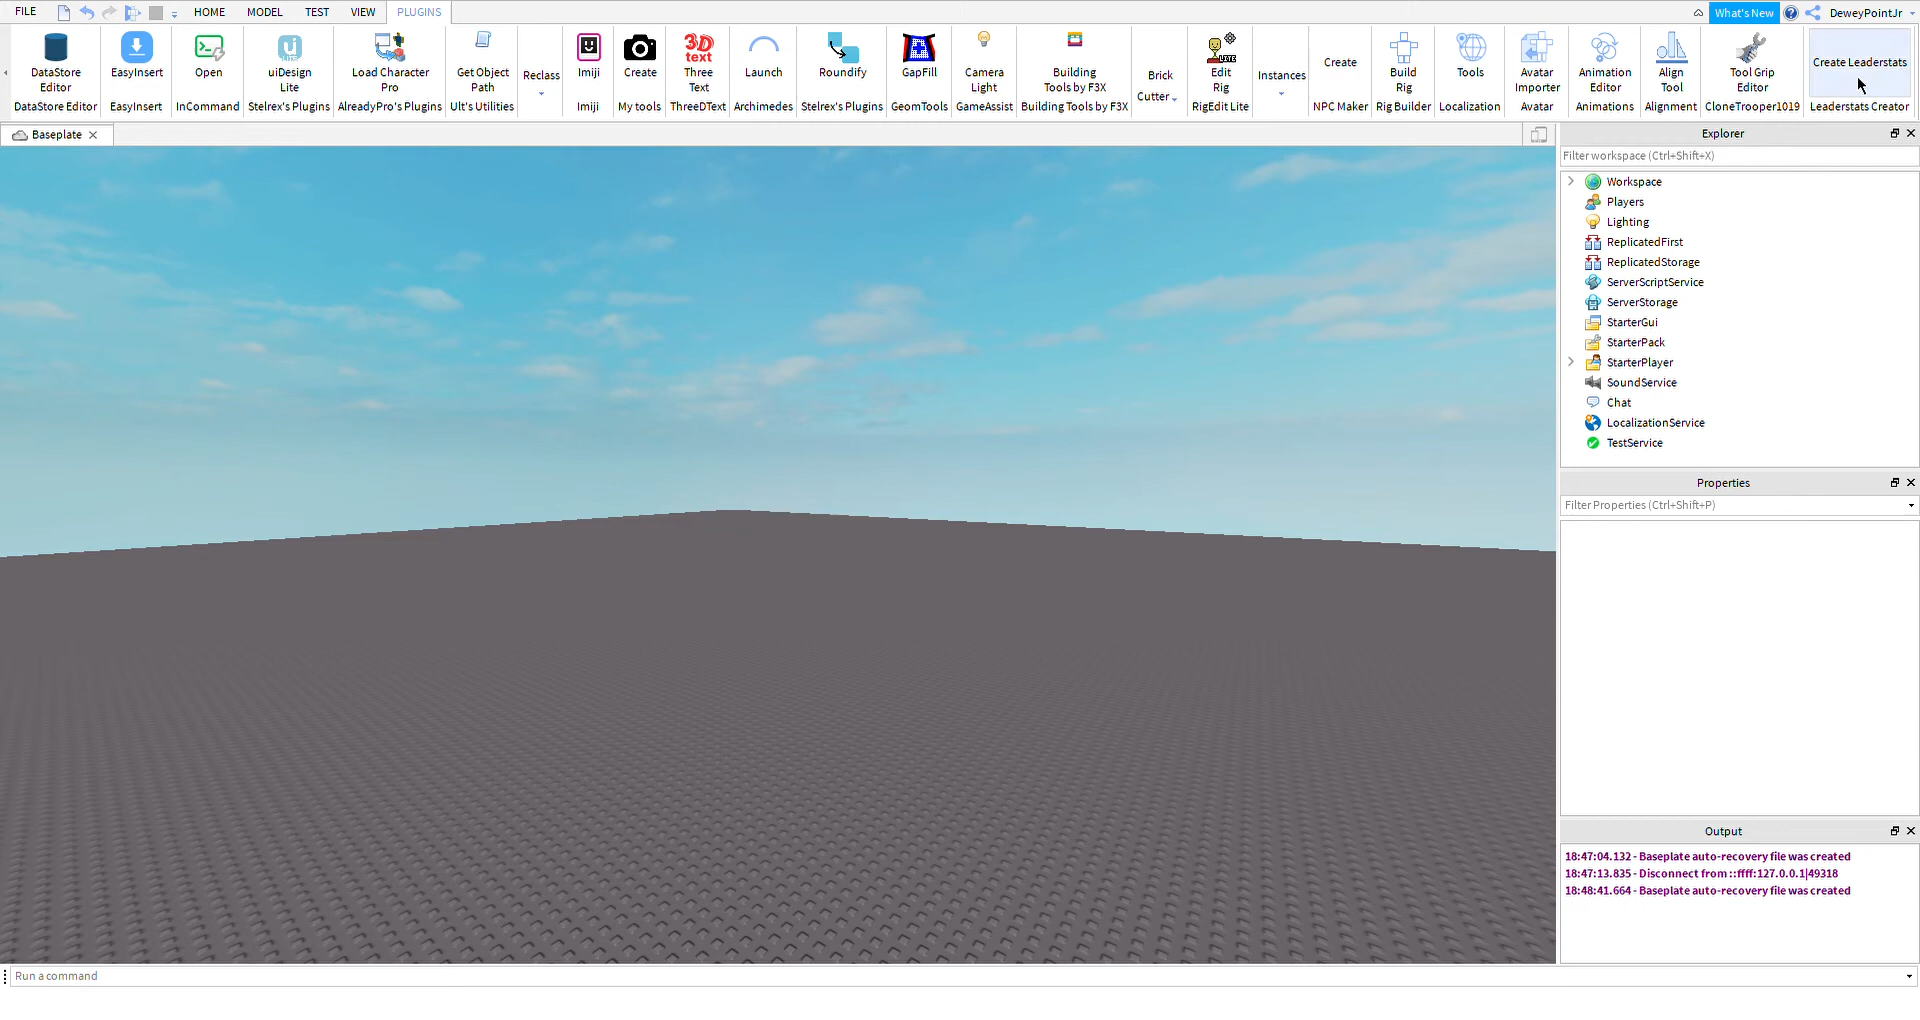 FILE
HOME
MODEL
TEST
VIEW
PLUGINS
What's New
DeweyPointJr
DataStore
Editor
DataStore Editor
EasyInsert
EasyInsert
Open
InCommand
ui
uiDesign
Lite
Stelrex's Plugins
Load Character
Pro
AlreadyPro's Plugins
Get Object
Path
Ult's Utilities
Reclass
Imiji
Imiji
Create
My tools
3D
text
Three
Text
ThreeDText
Launch
Archimedes
Roundify
Stelrex's Plugins
GapFill
GeomTools
Camera
Light
GameAssist
Building
Tools by F3X
Building Tools by F3X
Brick
Cutter
Edit
Rig
RigEdit Lite
Instances
Create
NPC Maker
Build
Rig
Rig Builder
Tools
Localization
Avatar
Importer
Avatar
Animation
Editor
Animations
Align
Tool
Alignment
Tool Grip
Editor
CloneTrooper1019
Create Leaderstats
Leaderstats Creator
Baseplate
Explorer
Filter workspace (Ctrl+Shift+X)
Workspace
Players
Lighting
ReplicatedFirst
ReplicatedStorage
ServerScriptService
ServerStorage
StarterGui
StarterPack
StarterPlayer
SoundService
Chat
LocalizationService
TestService
Properties
Filter Properties (Ctrl+Shift+P)
Output
18:47:04.132 - Baseplate auto-recovery file was created
18:47:13.835 - Disconnect from ::ffff:127.0.0.1|49318
18:48:41.664 - Baseplate auto-recovery file was created
Run a command